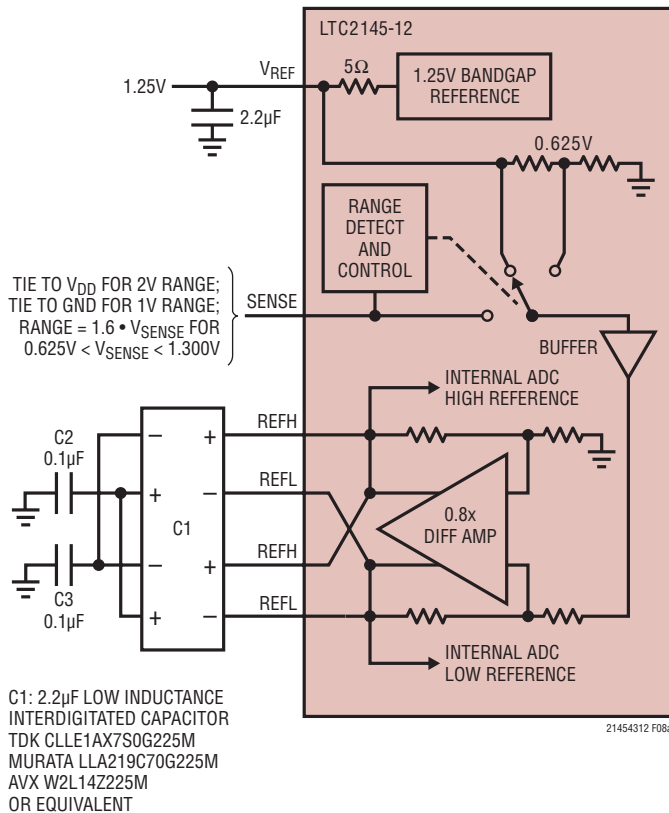 LTC2145-12
1.25V
VREF
5Ω
1.25V BANDGAP
REFERENCE
2.2µF
0.625V
RANGE
DETECT
AND
CONTROL
TIE TO VDD FOR 2V RANGE;
TIE TO GND FOR 1V RANGE;
RANGE = 1.6 • VSENSE FOR
0.625V < VSENSE < 1.300V
SENSE
BUFFER
INTERNAL ADC
HIGH REFERENCE
C2
0.1µF
– + REFH
+ – REFL
C1
0.8x
DIFF AMP
– + REFH
C3
0.1µF
+ – REFL
INTERNAL ADC
LOW REFERENCE
C1: 2.2µF LOW INDUCTANCE
INTERDIGITATED CAPACITOR
TDK CLLE1AX7S0G225M
MURATA LLA219C70G225M
AVX W2L14Z225M
OR EQUIVALENT
21454312 F08a